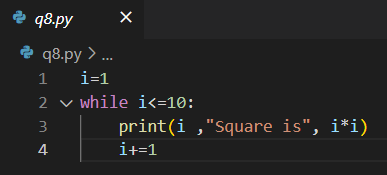 q8.py
q8.py > ...
1 i=1
2 while i<=10:
3     print(i ,"Square is", i*i)
4     i+=1